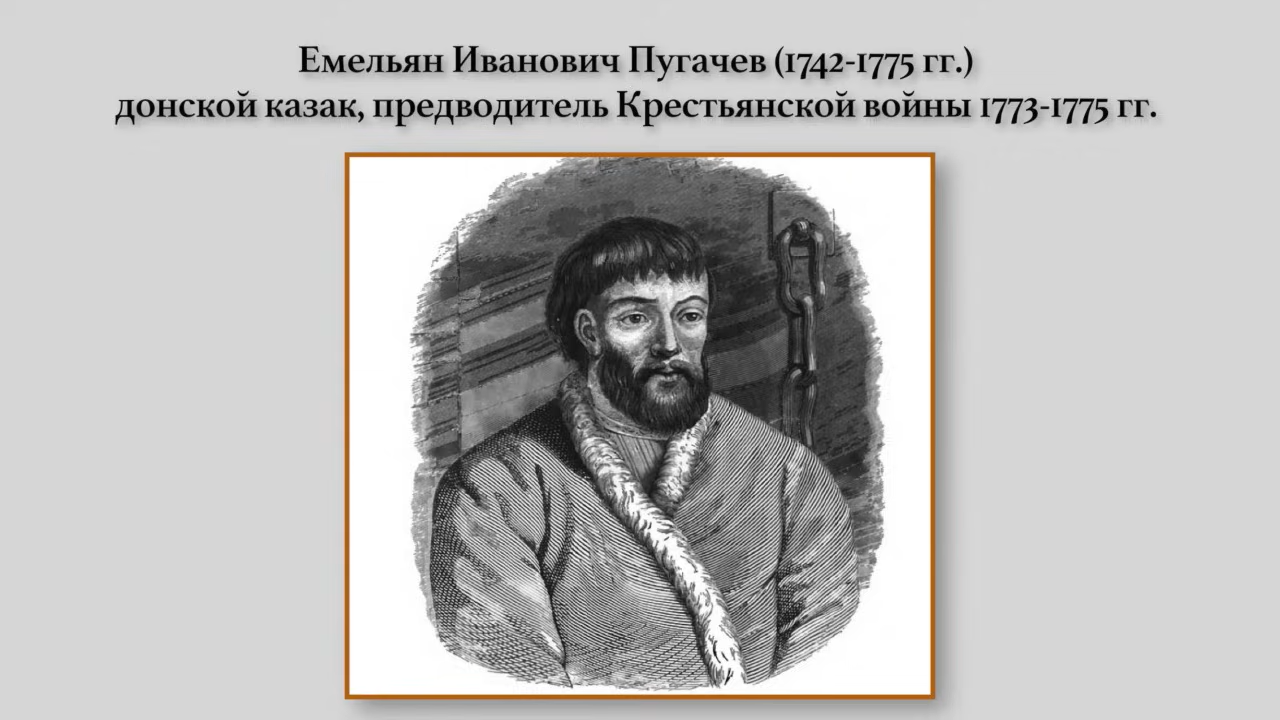 Емельян Иванович Пугачев (1742-1775 гг.)
донской казак, предводитель Крестьянской войны 1773-1775 гг.